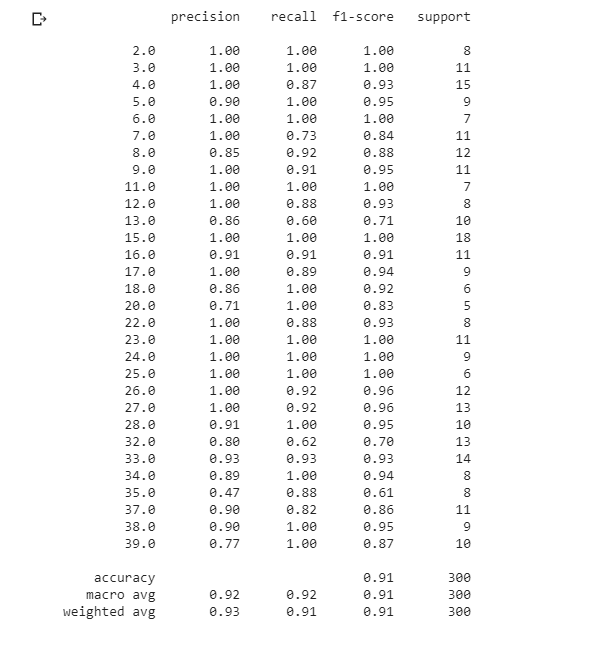 precision recall f1-score support
2.0 1.00 1.00 1.00 8
3.0 1.00 1.00 1.00 11
4.0 1.00 0.87 0.93 15
5.0 0.90 1.00 0.95 9
6.0 1.00 1.00 1.00 7
7.0 1.00 0.73 0.84 11
8.0 0.85 0.92 0.88 12
9.0 1.00 0.91 0.95 11
11.0 1.00 1.00 1.00 7
12.0 1.00 0.88 0.93 8
13.0 0.86 0.60 0.71 10
15.0 1.00 1.00 1.00 18
16.0 0.91 0.91 0.91 11
17.0 1.00 0.89 0.94 9
18.0 0.86 1.00 0.92 6
20.0 0.71 1.00 0.83 5
22.0 1.00 0.88 0.93 8
23.0 1.00 1.00 1.00 11
24.0 1.00 1.00 1.00 9
25.0 1.00 1.00 1.00 6
26.0 1.00 0.92 0.96 12
27.0 1.00 0.92 0.96 13
28.0 0.91 1.00 0.95 10
32.0 0.80 0.62 0.70 13
33.0 0.93 0.93 0.93 14
34.0 0.89 1.00 0.94 8
35.0 0.47 0.88 0.61 8
37.0 0.90 0.82 0.86 11
38.0 0.90 1.00 0.95 9
39.0 0.77 1.00 0.87 10
accuracy 0.91 300
macro avg 0.92 0.92 0.91 300
weighted avg 0.93 0.91 0.91 300